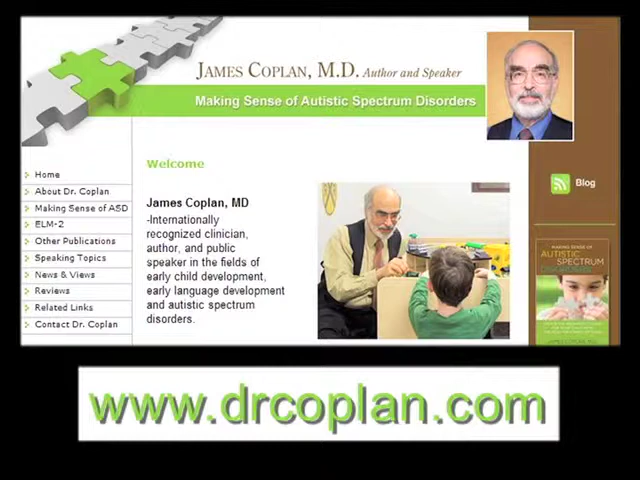 JAMES COPLAN, M.D. Author and Speaker
Making Sense of Autistic Spectrum Disorders
Home
About Dr. Coplan
Making Sense of ASD
ELM-2
Other Publications
Speaking Topics
News & Views
Reviews
Related Links
Contact Dr. Coplan
Welcome
James Coplan, MD
-Internationally
recognized clinician,
author, and public
speaker in the fields of
early child development,
early language development
and autistic spectrum
disorders.
Blog
MAKING SENSE OF
AUTISTIC
SPECTRUM
DISORDERS
www.drcoplan.com